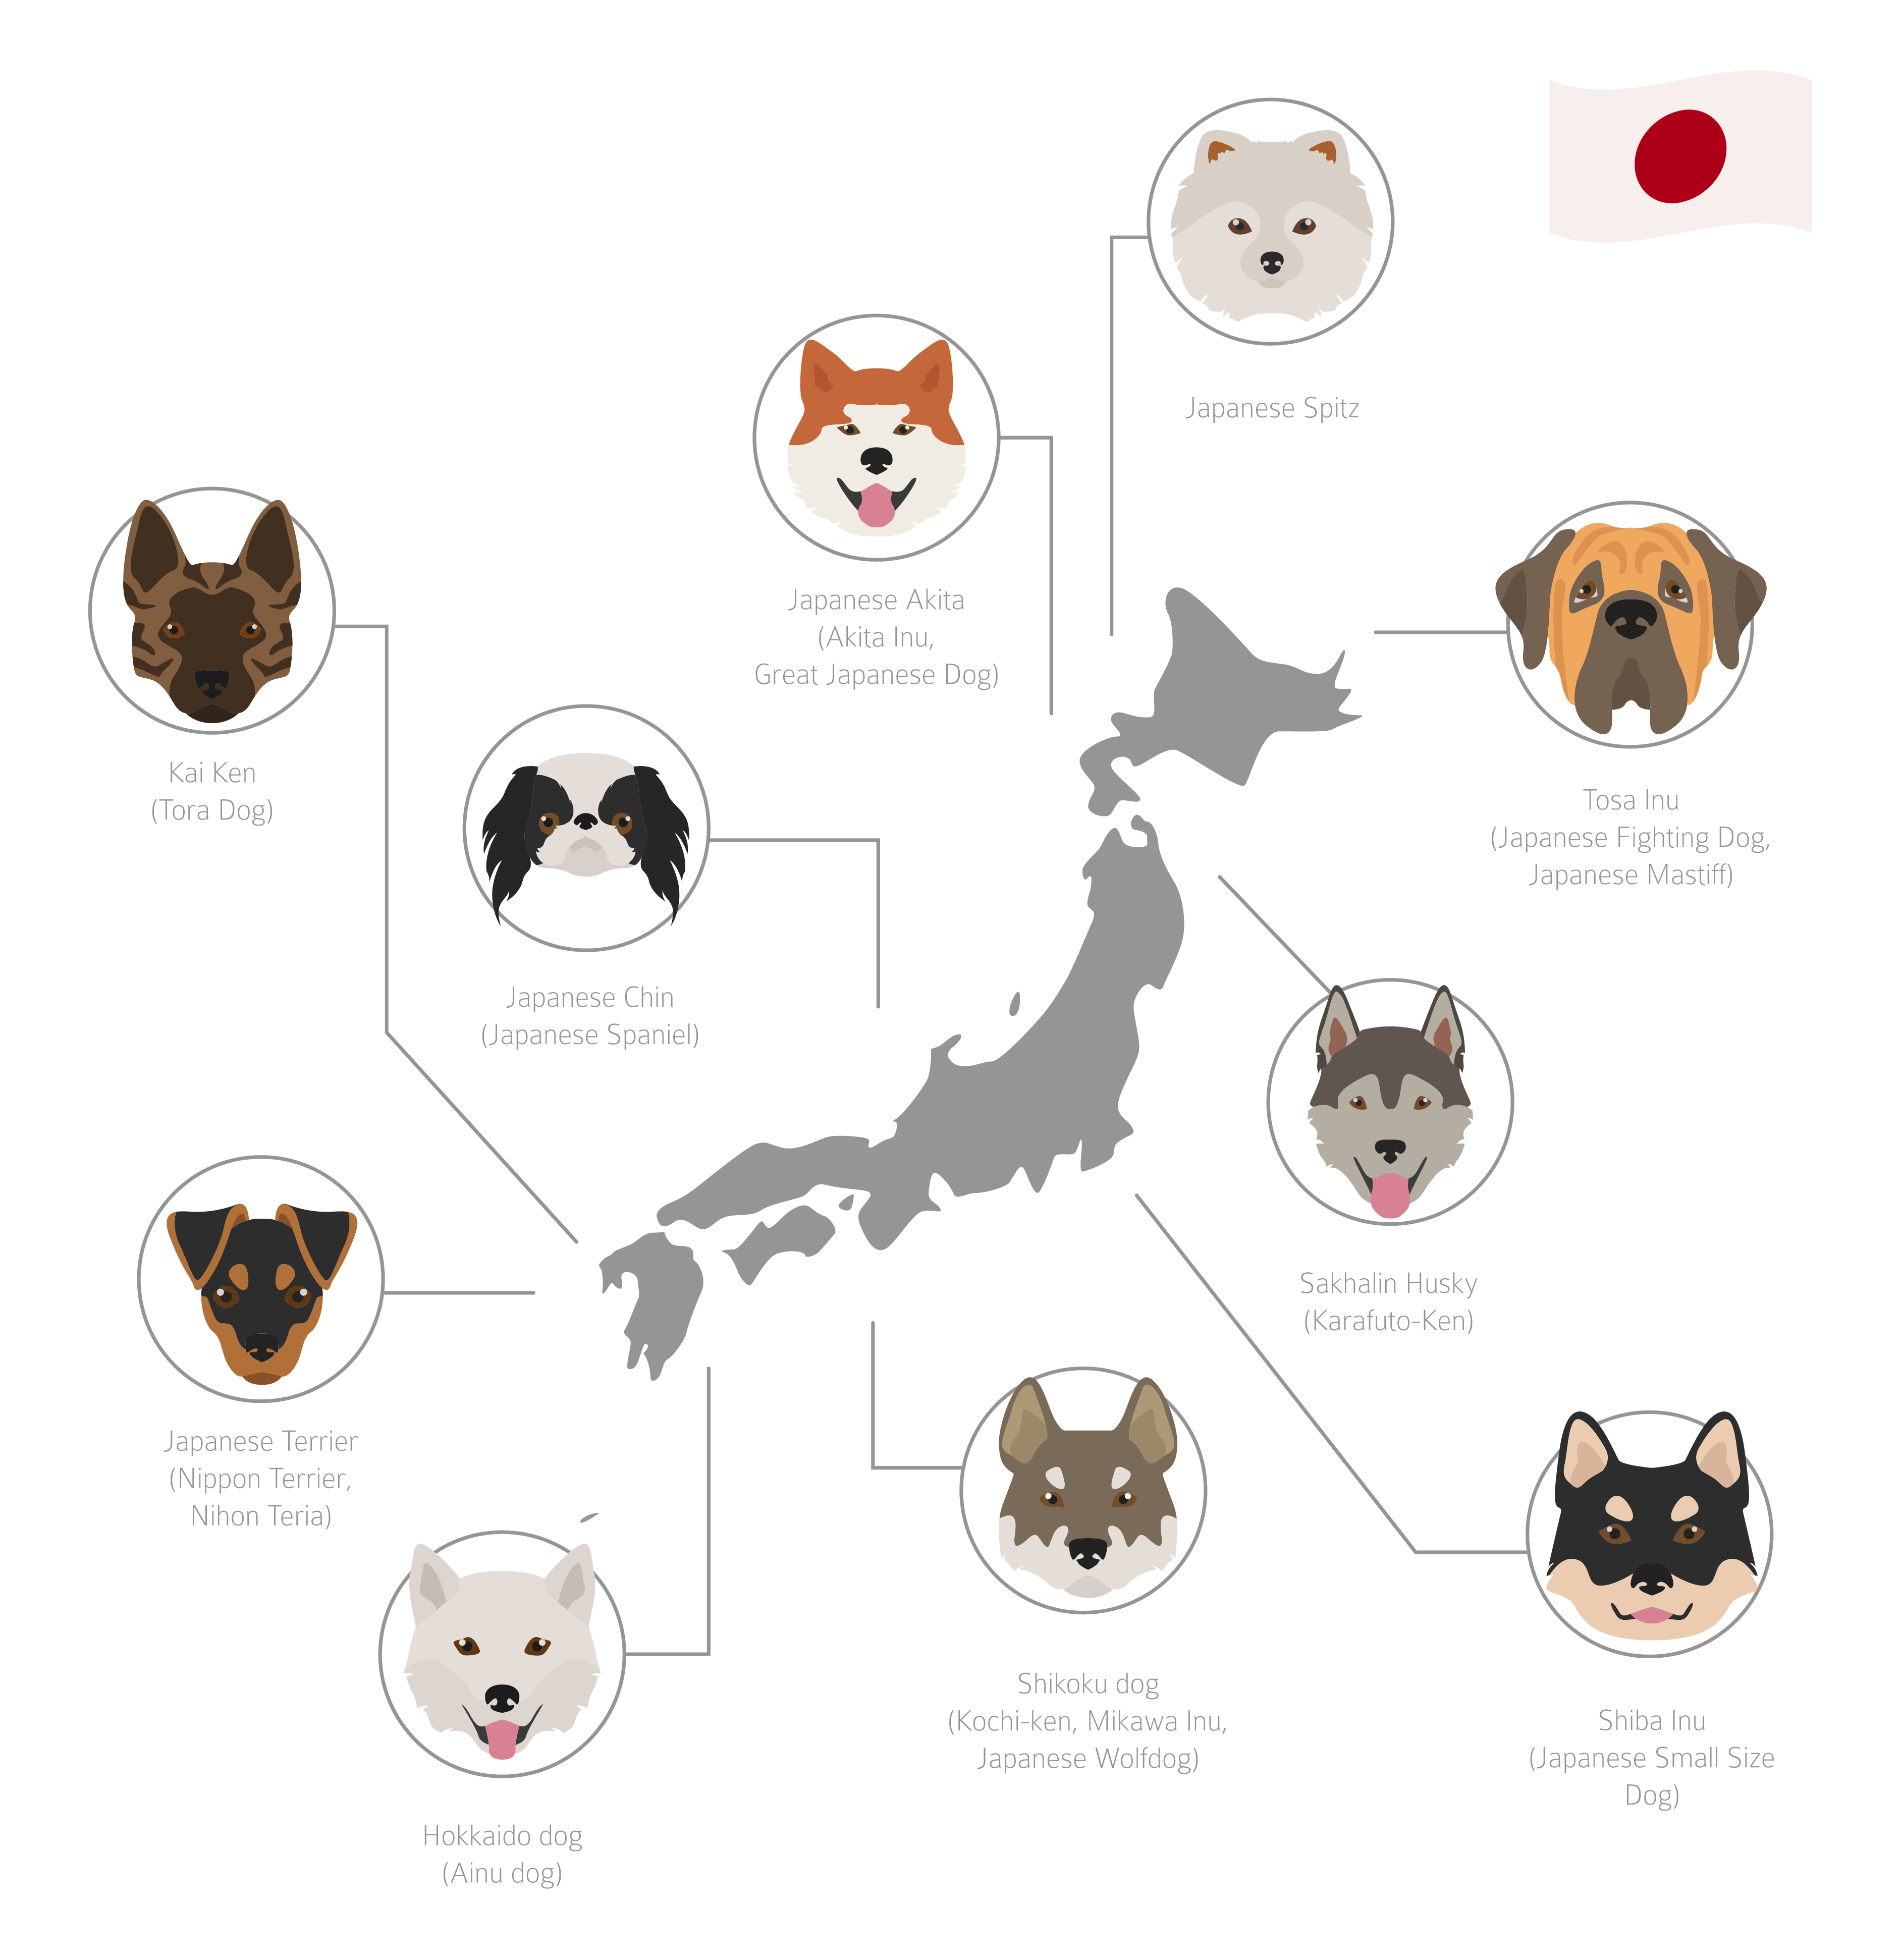 Japanese Spitz
Japanese Akita
(Akita Inu,
Great Japanese Dog)
Kai Ken
(Tora Dog)
Tosa Inu
(Japanese Fighting Dog,
Japanese Mastiff)
Japanese Chin
(Japanese Spaniel)
Sakhalin Husky
(Karafuto-Ken)
Japanese Terrier
(Nippon Terrier,
Nihon Teria)
Shikoku dog
(Kochi-ken, Mikawa Inu,
Japanese Wolfdog)
Shiba Inu
(Japanese Small Size
Dog)
Hokkaido dog
(Ainu dog)